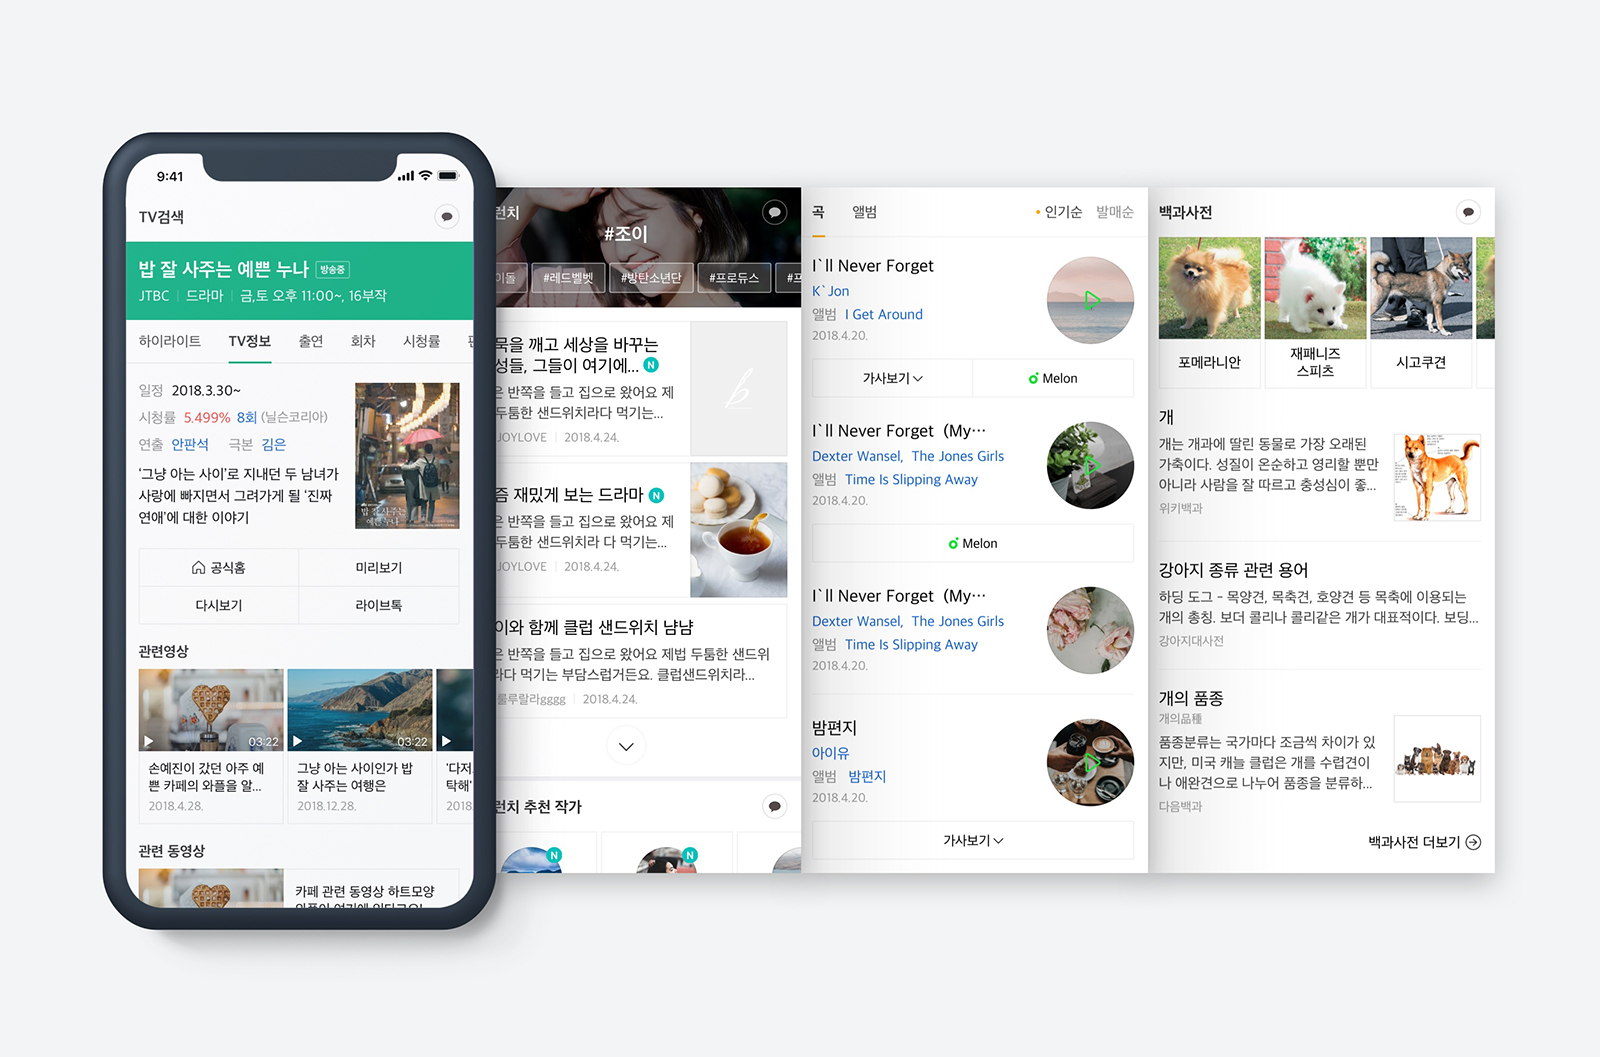 9:41
TV검색
밥 잘 사주는 예쁜 누나 방송중
JTBC | 드라마 | 금,토 오후 11:00~, 16부작
하이라이트 TV정보 출연 회차 시청률
일정 2018.3.30~
시청률 5.499% 8회 (닐슨코리아)
연출 안판석 극본 김은
'그냥 아는 사이'로 지내던 두 남녀가
사랑에 빠지면서 그려가게 될 '진짜
연애'에 대한 이야기
밥 잘 사주는
예쁜 누나
공식홈 미리보기
다시보기 라이브톡
관련영상
03:22
03:22
손예진이 갔던 아주 예
쁜 카페의 와플을 알...
2018.4.28.
그냥 아는 사이인가 밥
잘 사주는 여행은
2018.12.28.
'다저
탁해'
2018
관련 동영상
카페 관련 동영상 하트모양
와플이 여기에 있다고요!
런치
#조이
이돌 #레드벨벳 #방탄소년단 #프로듀스 #프
묵을 깨고 세상을 바꾸는
성들, 그들이 여기에... N
은 반쪽을 들고 집으로 왔어요 제
두툼한 샌드위치라다 먹기는...
JOYLOVE | 2018.4.24.
b
즘 재밌게 보는 드라마 N
은 반쪽을 들고 집으로 왔어요 제
두툼한 샌드위치라 다 먹기는...
JOYLOVE | 2018.4.24.
이와 함께 클럽 샌드위치 냠냠
은 반쪽을 들고 집으로 왔어요 제법 두툼한 샌드위
라다 먹기는 부담스럽거든요. 클럽샌드위치라...
룰루랄라gggg | 2018.4.24.
런치 추천 작가
N
N
곡 앨범 인기순 발매순
I`ll Never Forget
K`Jon
앨범 I Get Around
2018.4.20.
가사보기 Melon
I`ll Never Forget (My…
Dexter Wansel, The Jones Girls
앨범 Time Is Slipping Away
2018.4.20.
Melon
I`ll Never Forget (My…
Dexter Wansel, The Jones Girls
앨범 Time Is Slipping Away
2018.4.20.
밤편지
아이유
앨범 밤편지
2018.4.20.
가사보기
백과사전
포메라니안
재패니즈
스피츠
시고쿠견
개
개는 개과에 딸린 동물로 가장 오래된
가축이다. 성질이 온순하고 영리할 뿐만
아니라 사람을 잘 따르고 충성심이 좋...
위키백과
강아지 종류 관련 용어
하딩 도그 - 목양견, 목축견, 호양견 등 목축에 이용되는
개의 총칭. 보더 콜리나 콜리같은 개가 대표적이다. 보딩...
강아지대사전
개의 품종
개의品種
품종분류는 국가마다 조금씩 차이가 있
지만, 미국 캐늘 클럽은 개를 수렵견이
나 애완견으로 나누어 품종을 분류하...
다음백과
백과사전 더보기